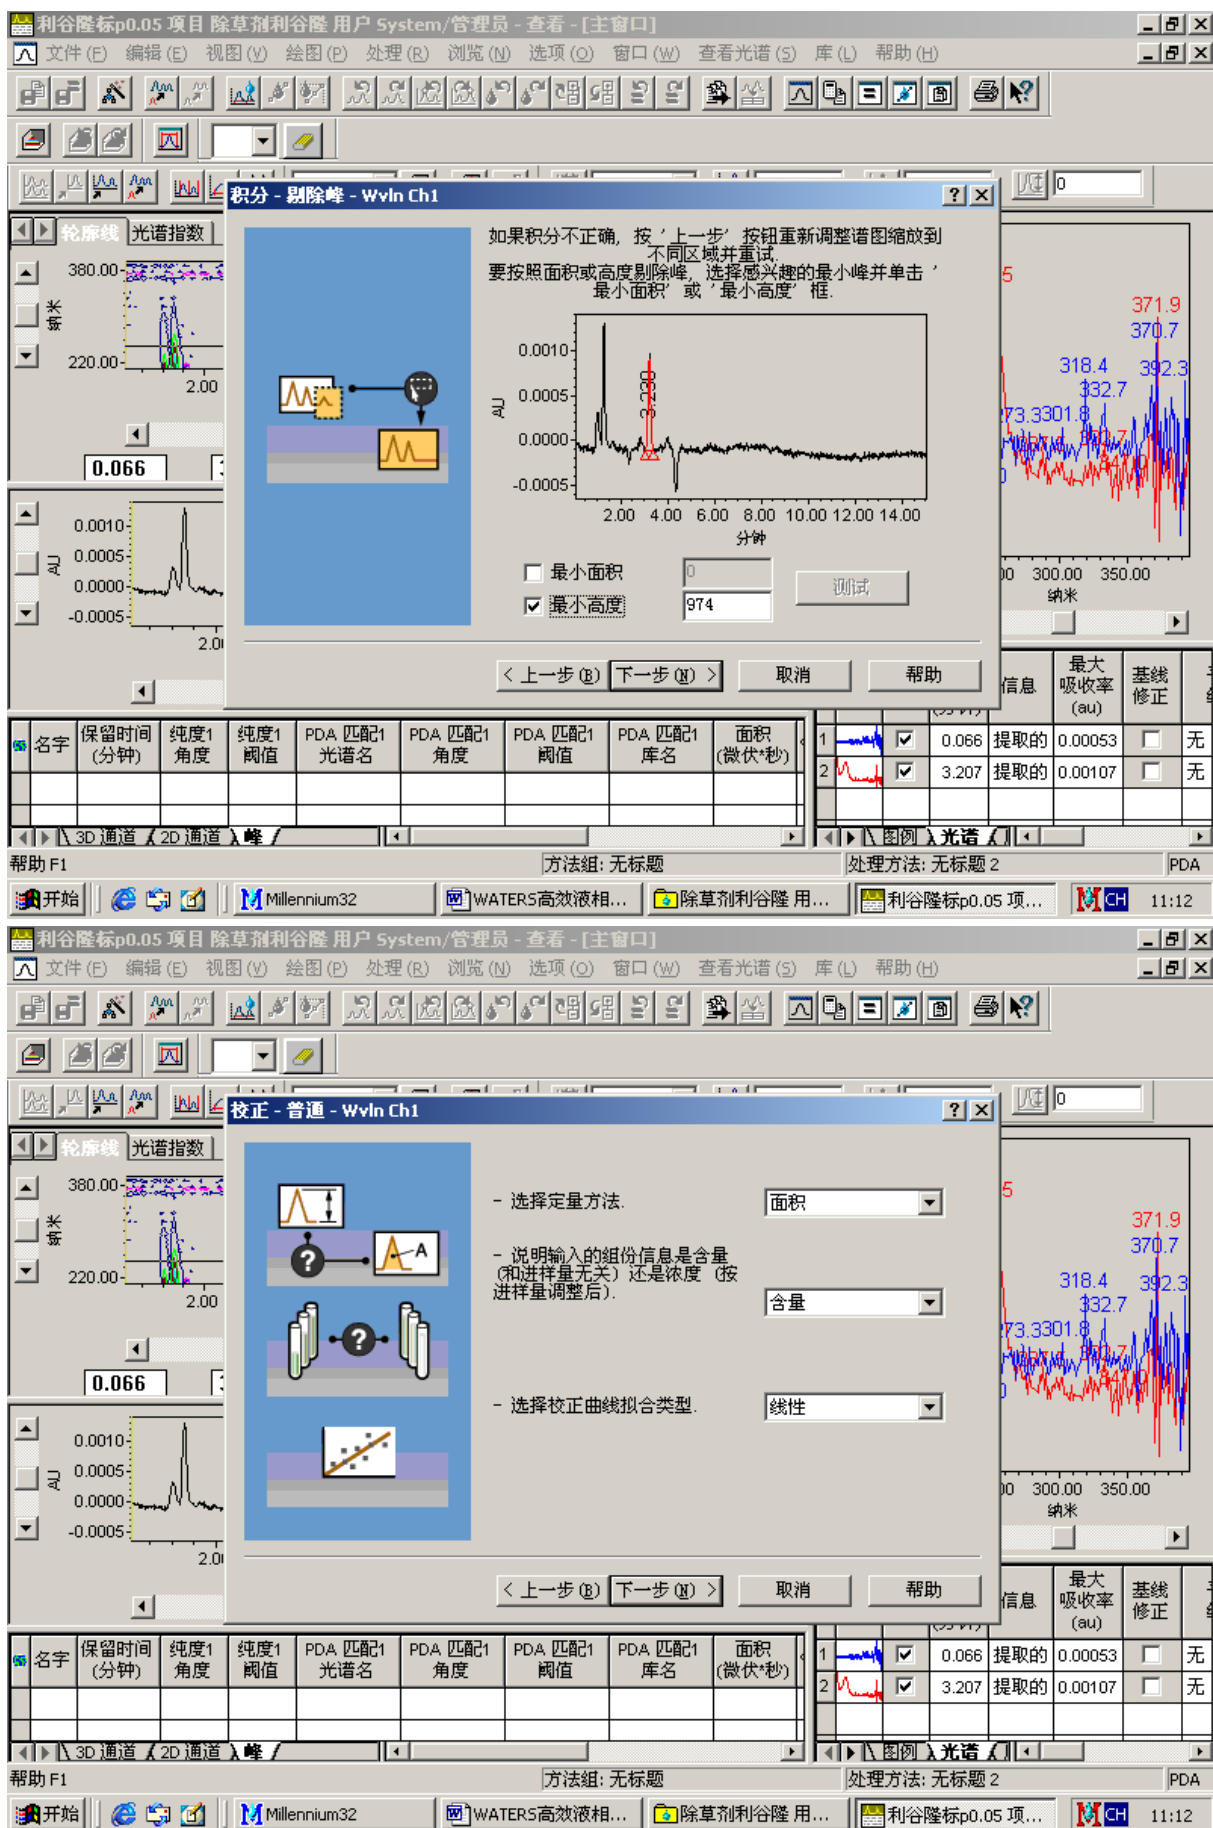 利谷隆标p0.05 项目 除草剂利谷隆 用户 System/管理员 - 查看 - [主窗口]
文件(F) 编辑(E) 视图(V) 绘图(P) 处理(R) 浏览(N) 选项(O) 窗口(W) 查看光谱(S) 库(L) 帮助(H)
0
积分 - 剔除峰 - Wvln Ch1
轮廓线 光谱指数
380.00
纳米
220.00
2.00
0.066
0.0010
0.0005
AU
0.0000
-0.0005
如果积分不正确, 按 '上一步' 按钮重新调整谱图缩放到
不同区域并重试.
要按照面积或高度剔除峰, 选择感兴趣的最小峰并单击 '
最小面积' 或 '最小高度' 框.
0.0010
0.0005
AU
0.0000
-0.0005
3.230
2.00 4.00 6.00 8.00 10.00 12.00 14.00
分钟
最小面积 0
最小高度 974
测试
< 上一步(B) 下一步(N) > 取消 帮助
371.9
370.7
318.4 392.3
332.7
73.3301.8
300.00 350.00
纳米
信息 最大吸收率(au) 基线修正
1 0.066 提取的 0.00053 无
2 3.207 提取的 0.00107 无
名字 保留时间(分钟) 纯度1角度 纯度1阈值 PDA 匹配1光谱名 PDA 匹配1角度 PDA 匹配1阈值 PDA 匹配1库名 面积(微伏*秒)
3D 通道 2D 通道 峰
图例 光谱
帮助 F1 方法组: 无标题 处理方法: 无标题 2 PDA
开始 Millennium32 WATERS高效液相... 除草剂利谷隆 用... 利谷隆标p0.05 项... CH 11:12
利谷隆标p0.05 项目 除草剂利谷隆 用户 System/管理员 - 查看 - [主窗口]
文件(F) 编辑(E) 视图(V) 绘图(P) 处理(R) 浏览(N) 选项(O) 窗口(W) 查看光谱(S) 库(L) 帮助(H)
0
校正 - 普通 - Wvln Ch1
轮廓线 光谱指数
380.00
纳米
220.00
2.00
0.066
0.0010
0.0005
AU
0.0000
-0.0005
- 选择定量方法. 面积
- 说明输入的组份信息是含量
(和进样量无关) 还是浓度 (按
进样量调整后). 含量
- 选择校正曲线拟合类型. 线性
< 上一步(B) 下一步(N) > 取消 帮助
371.9
370.7
318.4 392.3
332.7
73.3301.8
300.00 350.00
纳米
信息 最大吸收率(au) 基线修正
1 0.066 提取的 0.00053 无
2 3.207 提取的 0.00107 无
名字 保留时间(分钟) 纯度1角度 纯度1阈值 PDA 匹配1光谱名 PDA 匹配1角度 PDA 匹配1阈值 PDA 匹配1库名 面积(微伏*秒)
3D 通道 2D 通道 峰
图例 光谱
帮助 F1 方法组: 无标题 处理方法: 无标题 2 PDA
开始 Millennium32 WATERS高效液相... 除草剂利谷隆 用... 利谷隆标p0.05 项... CH 11:12